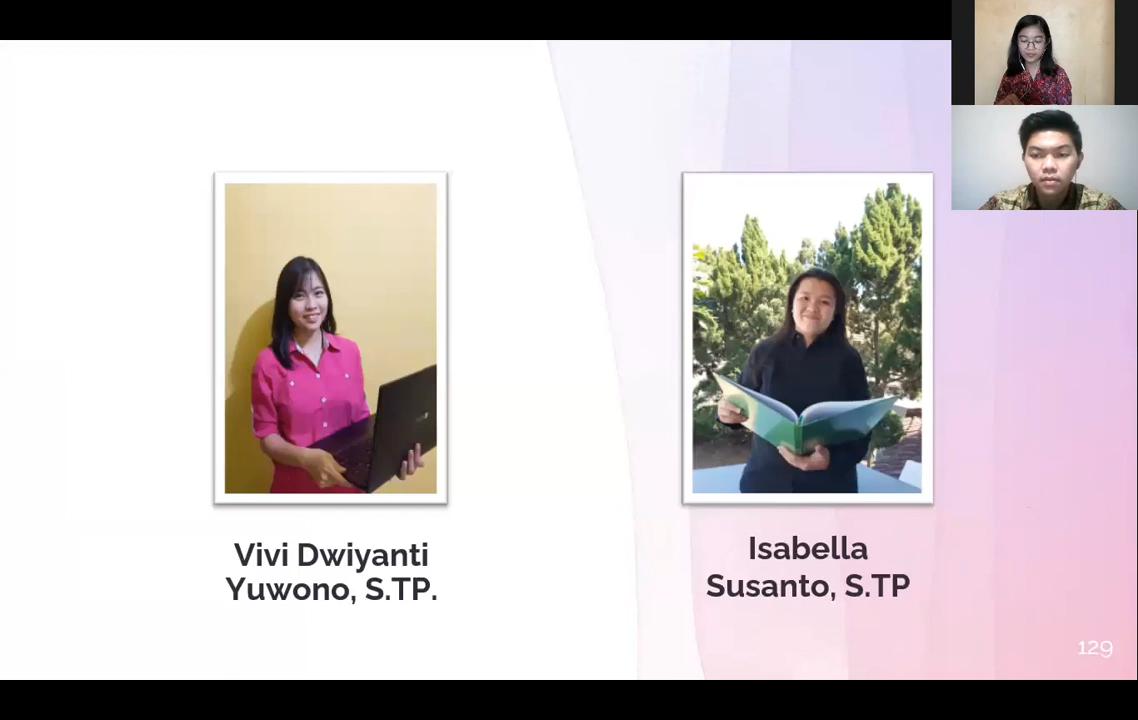 Vivi Dwiyanti
Yuwono, S.TP.
Isabella
Susanto, S.TP
129